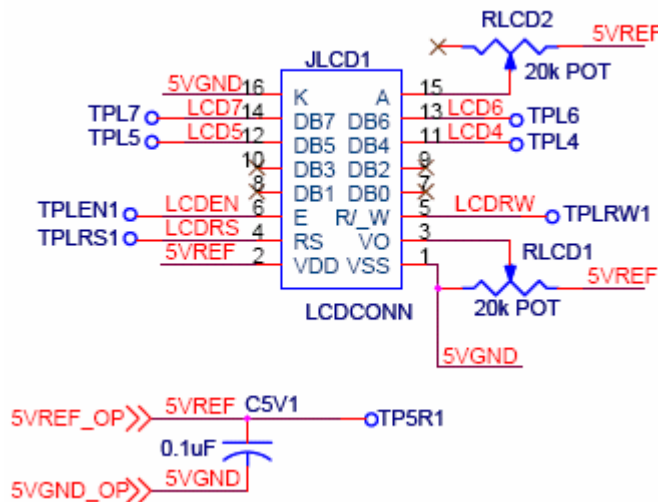 RLCD2
5VREF
20k POT
JLCD1
5VGND 16 K A 15
TPL7 LCD7 14 DB7 DB6 13 LCD6 TPL6
TPL5 LCD5 12 DB5 DB4 11 LCD4 TPL4
10 DB3 DB2 9
8 DB1 DB0 7
TPLEN1 LCDEN 6 E R/_W 5 LCDRW TPLRW1
TPLRS1 LCDRS 4 RS VO 3 RLCD1
5VREF 2 VDD VSS 1 5VREF
LCDCONN 20k POT
5VGND
5VREF_OP 5VREF C5V1 TP5R1
0.1uF
5VGND_OP 5VGND